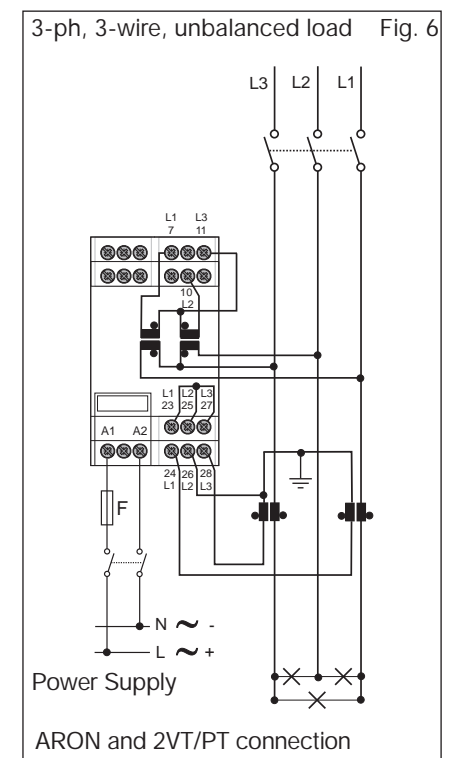 3-ph, 3-wire, unbalanced load Fig. 6
L3 L2 L1
L1 L3
7 11
10
L2
L1 L2 L3
23 25 27
A1 A2
24 26 28
L1 L2 L3
F
N ~ -
L ~ +
Power Supply
ARON and 2VT/PT connection